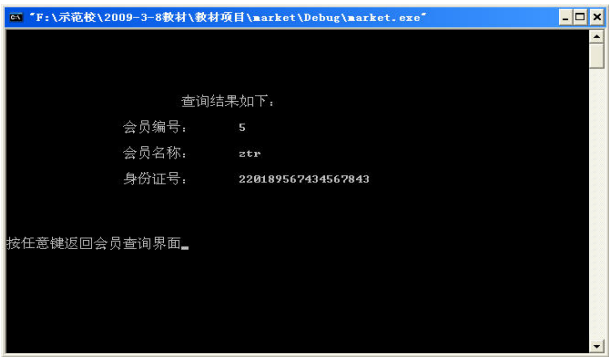 "F:\示范校\2009-3-8教材\教材项目\market\Debug\market.exe"
查询结果如下：
会员编号： 5
会员名称： ztr
身份证号： 220189567434567843
按任意键返回会员查询界面_